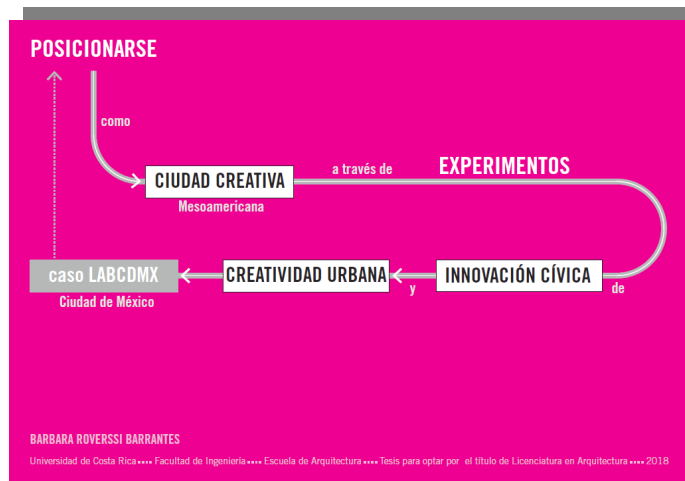 POSICIONARSE
como
CIUDAD CREATIVA
Mesoamericana
a través de
EXPERIMENTOS
de
INNOVACIÓN CÍVICA
y
CREATIVIDAD URBANA
caso LABCDMX
Ciudad de México
BARBARA ROVERSSI BARRANTES
Universidad de Costa Rica •••• Facultad de Ingeniería •••• Escuela de Arquitectura •••• Tesis para optar por el título de Licenciatura en Arquitectura •••• 2018